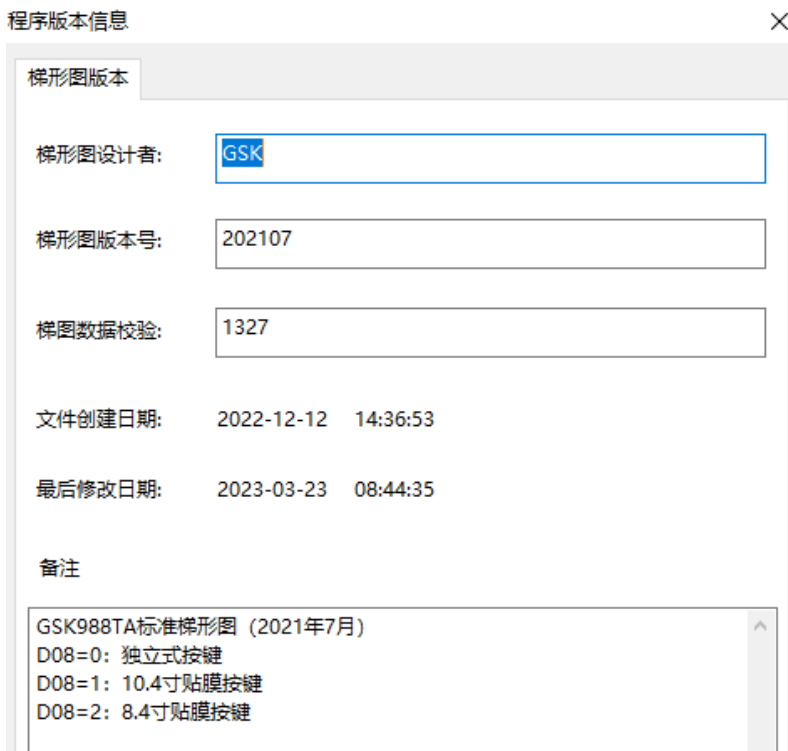 程序版本信息
梯形图版本
梯形图设计者: GSK
梯形图版本号: 202107
梯图数据校验: 1327
文件创建日期: 2022-12-12 14:36:53
最后修改日期: 2023-03-23 08:44:35
备注
GSK988TA标准梯形图（2021年7月）
D08=0：独立式按键
D08=1：10.4寸贴膜按键
D08=2：8.4寸贴膜按键